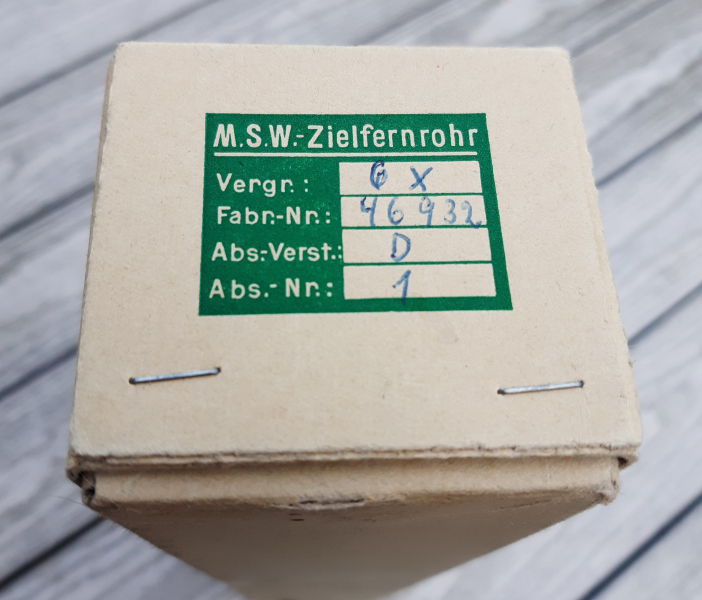 M.S.W.-Zielfernrohr
Vergr.: 6 X
Fabr.-Nr.: 46932
Abs.-Verst.: D
Abs.-Nr.: 1